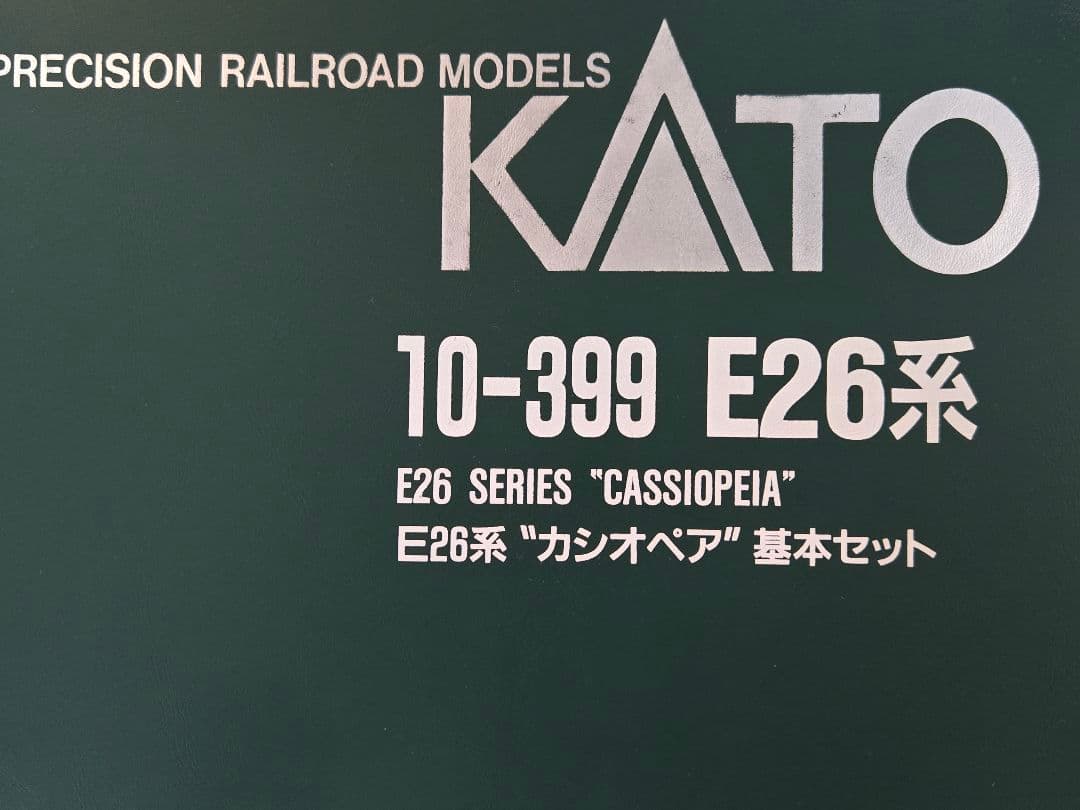 PRECISION RAILROAD MODELS
KATO
10-399 E26系
E26 SERIES "CASSIOPEIA"
E26系 "カシオペア" 基本セット